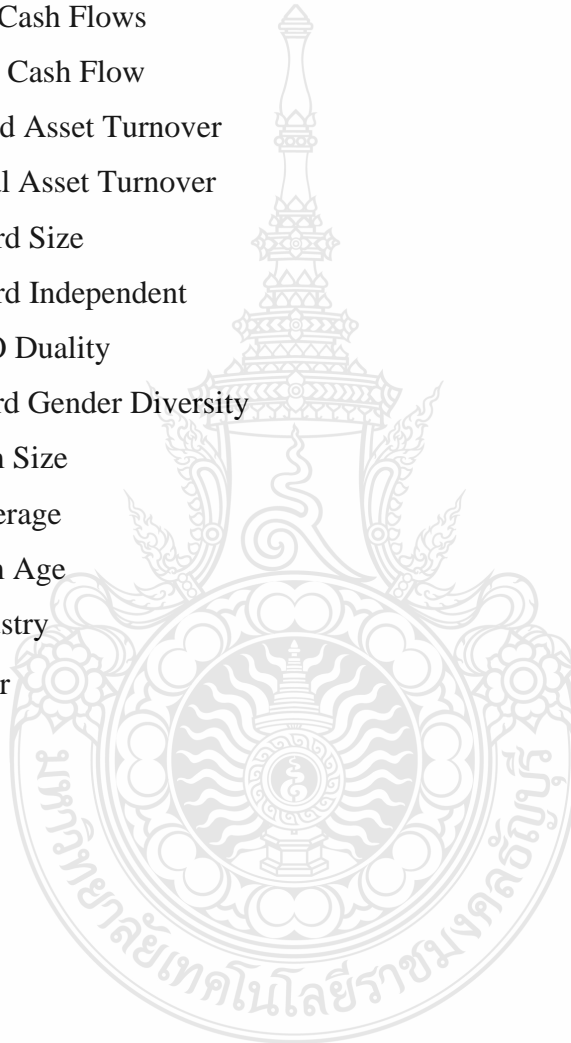 Cash Flows
Cash Flow
d Asset Turnover
l Asset Turnover
rd Size
rd Independent
Duality
rd Gender Diversity
n Size
erage
n Age
ustry
r
มหาวิทยาลัยเทคโนโลยีราชมงคลธัญบุรี